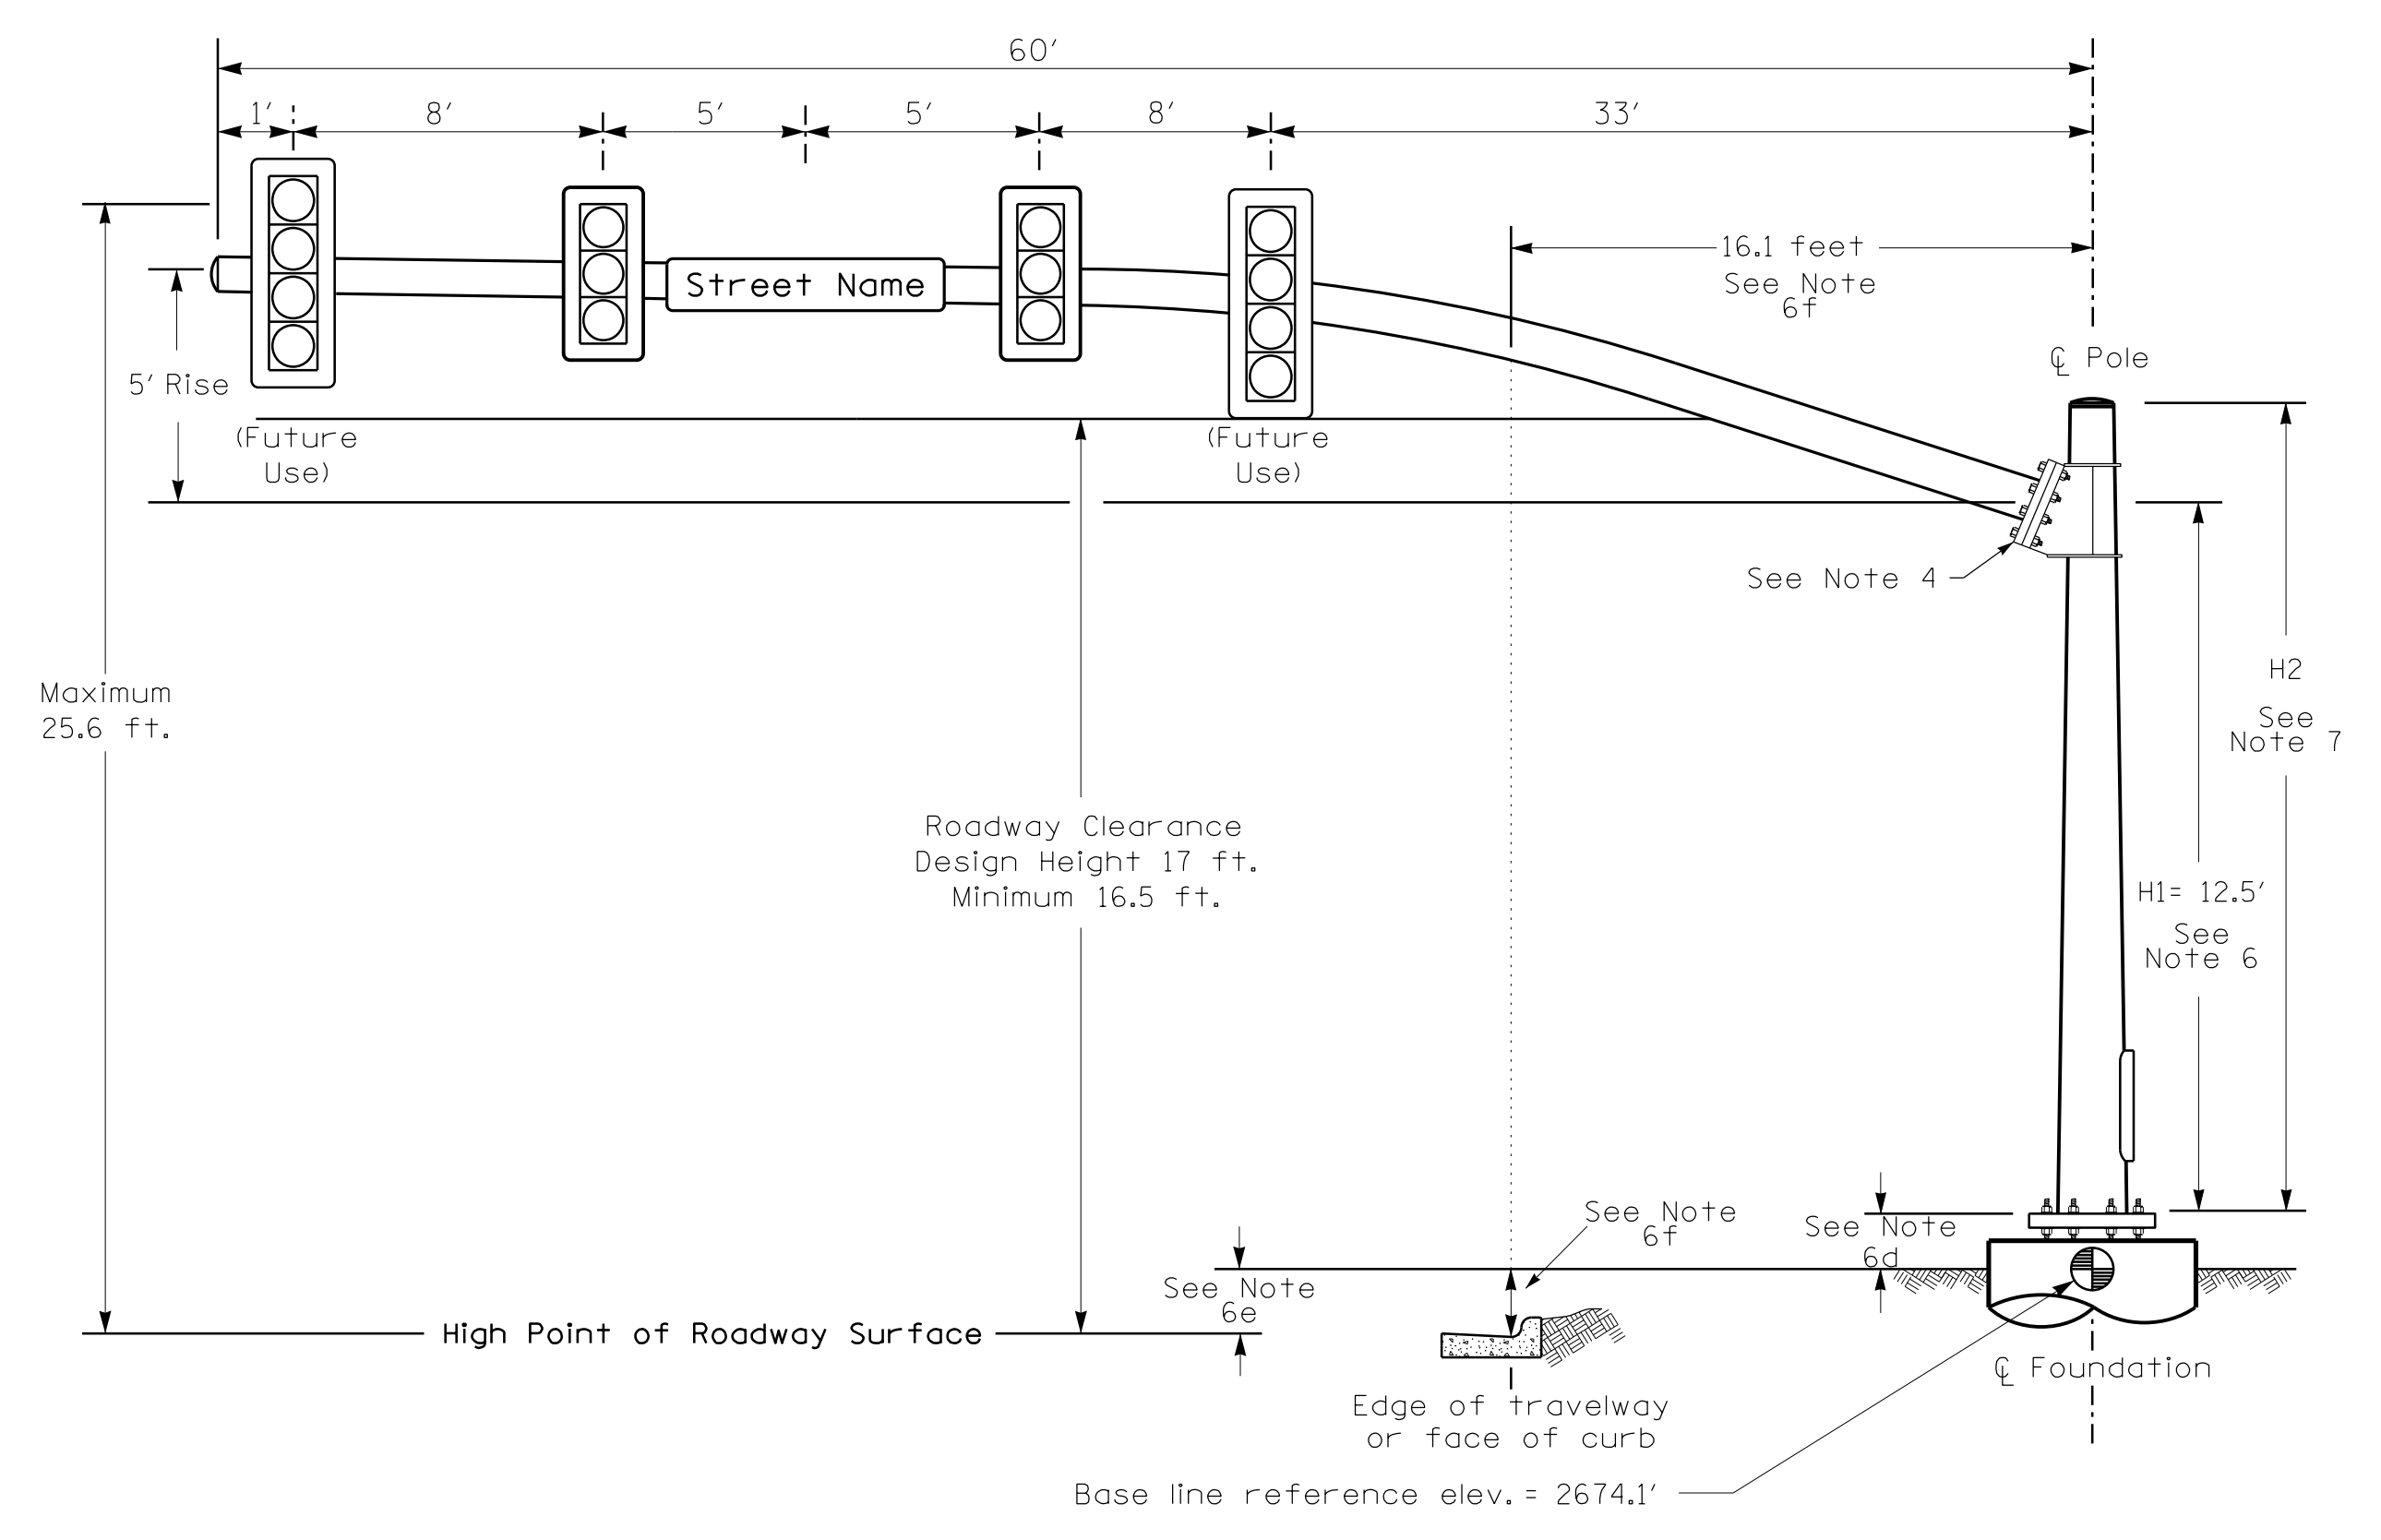 60'
1'
8'
5'
5'
8'
33'
Street Name
16.1 feet
See Note
6f
℄ Pole
5' Rise
(Future
Use)
(Future
Use)
See Note 4
Maximum
25.6 ft.
H2
See
Note 7
Roadway Clearance
Design Height 17 ft.
Minimum 16.5 ft.
H1= 12.5'
See
Note 6
See Note
6f
See Note
6d
See Note
6e
High Point of Roadway Surface
℄ Foundation
Edge of travelway
or face of curb
Base line reference elev. = 2674.1'